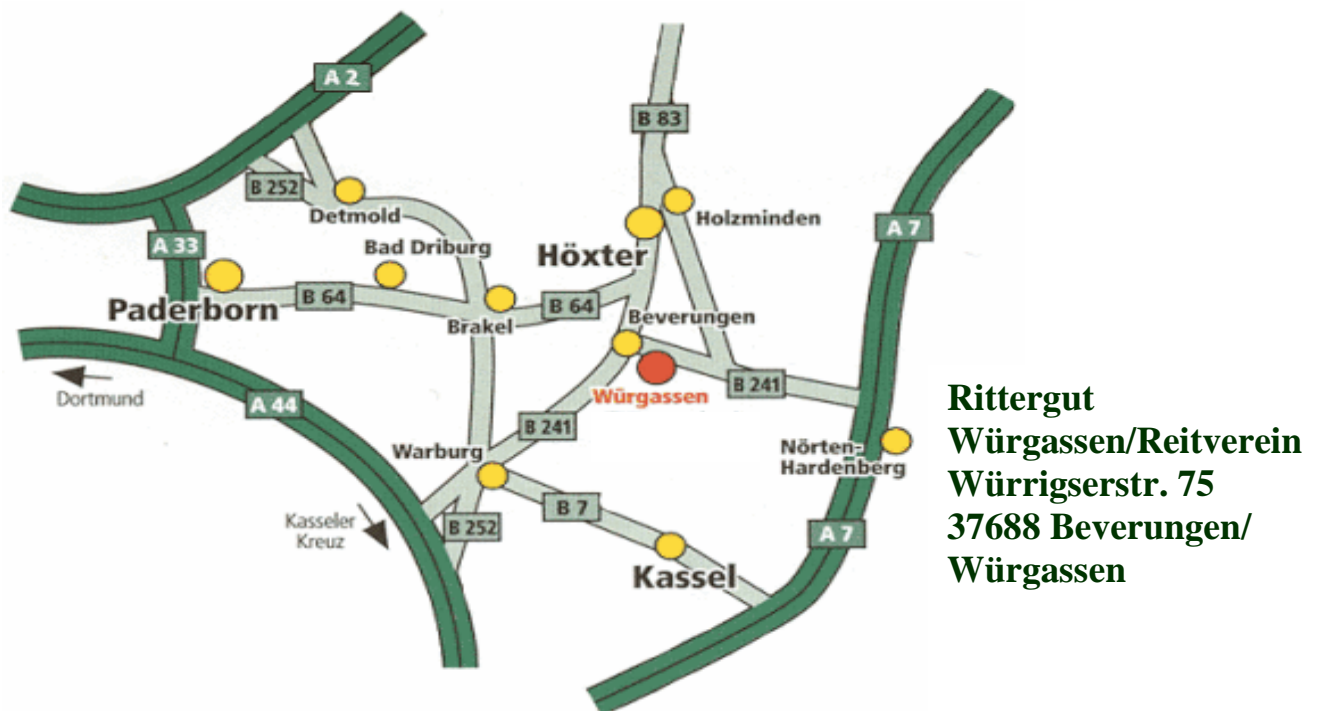 A 2
B 83
B 252
Detmold
Holzminden
A 7
A 33
Bad Driburg
Höxter
Paderborn
B 64
B 64
Brakel
Beverungen
Dortmund
A 44
Würgassen
B 241
B 241
Warburg
Nörten-
Hardenberg
Kasseler
Kreuz
B 252
B 7
A 7
Kassel
Rittergut
Würgassen/Reitverein
Würrigserstr. 75
37688 Beverungen/
Würgassen